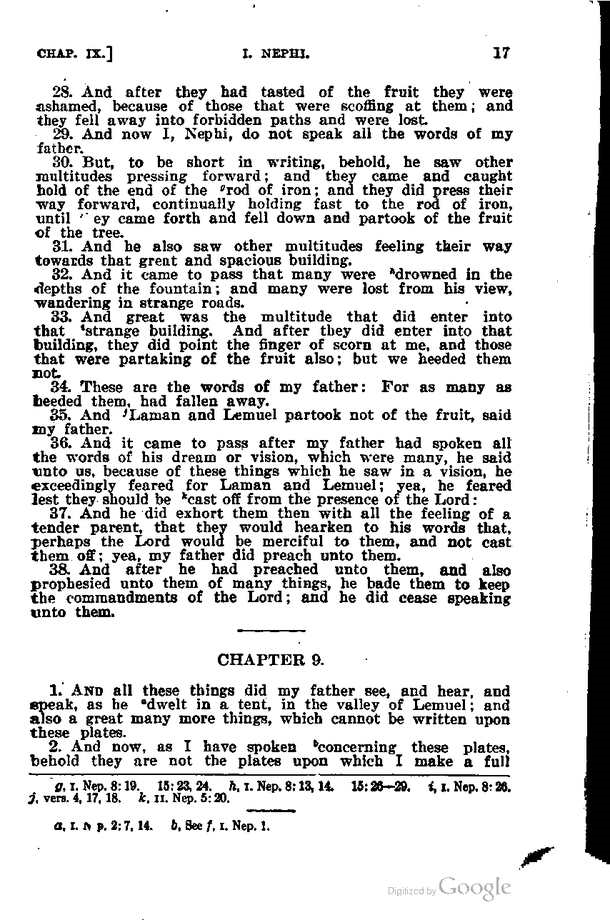 CHAP. IX.] I. NEPHI. 17
28. And after they had tasted of the fruit they were
ashamed, because of those that were scoffing at them; and
they fell away into forbidden paths and were lost.
29. And now I, Nephi, do not speak all the words of my
father.
30. But, to be short in writing, behold, he saw other
multitudes pressing forward; and they came and caught
hold of the end of the grod of iron; and they did press their
way forward, continually holding fast to the rod of iron,
until ey came forth and fell down and partook of the fruit
of the tree.
31. And he also saw other multitudes feeling their way
towards that great and spacious building.
32. And it came to pass that many were hdrowned in the
depths of the fountain; and many were lost from his view,
wandering in strange roads.
33. And great was the multitude that did enter into
that istrange building. And after they did enter into that
building, they did point the finger of scorn at me, and those
that were partaking of the fruit also; but we heeded them
not.
34. These are the words of my father: For as many as
heeded them, had fallen away.
35. And jLaman and Lemuel partook not of the fruit, said
my father.
36. And it came to pass after my father had spoken all
the words of his dream or vision, which were many, he said
unto us, because of these things which he saw in a vision, he
exceedingly feared for Laman and Lemuel; yea, he feared
lest they should be kcast off from the presence of the Lord:
37. And he did exhort them then with all the feeling of a
tender parent, that they would hearken to his words that,
perhaps the Lord would be merciful to them, and not cast
them off; yea, my father did preach unto them.
38. And after he had preached unto them, and also
prophesied unto them of many things, he bade them to keep
the commandments of the Lord; and he did cease speaking
unto them.
CHAPTER 9.
1. AND all these things did my father see, and hear, and
speak, as he adwelt in a tent, in the valley of Lemuel; and
also a great many more things, which cannot be written upon
these plates.
2. And now, as I have spoken bconcerning these plates,
behold they are not the plates upon which I make a full
g, I. Nep. 8:19. 15:23, 24. h, I. Nep. 8:13, 14. 15:26—29. i, I. Nep. 8:26.
j, vers. 4, 17, 18. k, II. Nep. 5:20.
a, I. N p. 2:7, 14. b, See f, I. Nep. 1.
Digitized by Google